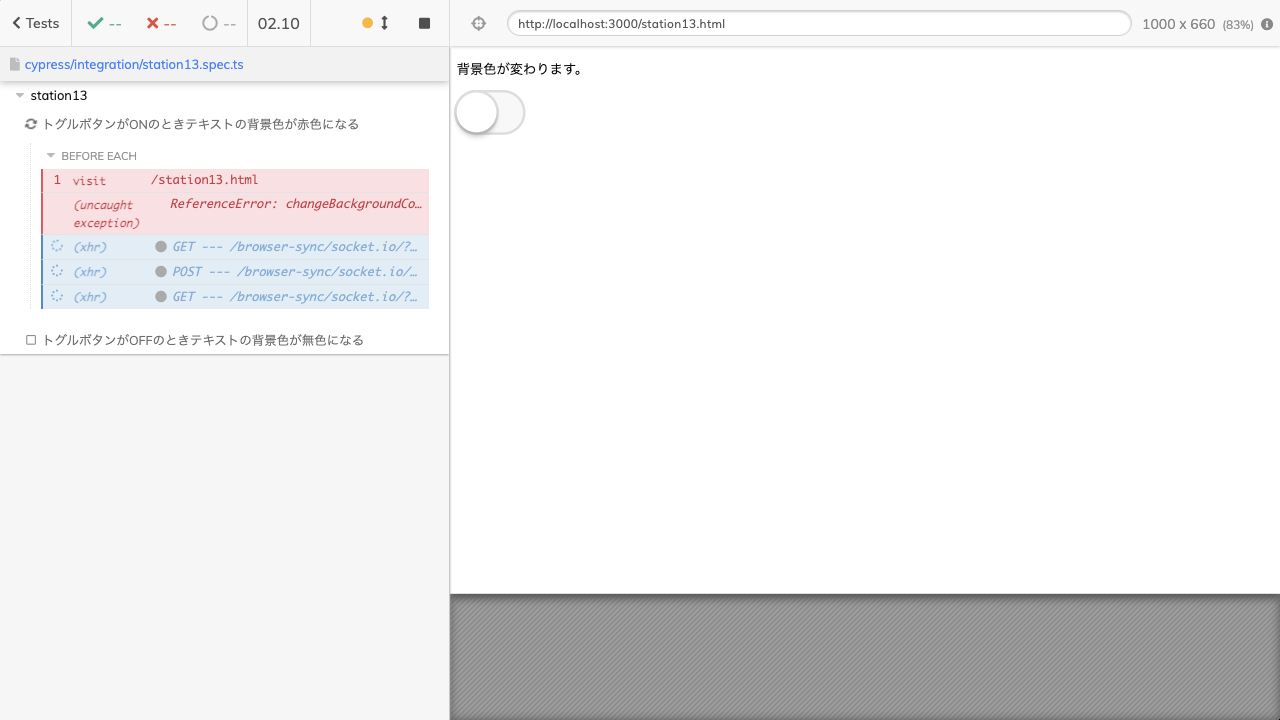 Tests -- -- -- 02.10
cypress/integration/station13.spec.ts
station13
トグルボタンがONのときテキストの背景色が赤色になる
BEFORE EACH
1 visit /station13.html
(uncaught exception) ReferenceError: changeBackgroundCo…
(xhr) GET --- /browser-sync/socket.io/?…
(xhr) POST --- /browser-sync/socket.io/…
(xhr) GET --- /browser-sync/socket.io/?…
トグルボタンがOFFのときテキストの背景色が無色になる
http://localhost:3000/station13.html 1000 x 660 (83%)
背景色が変わります。